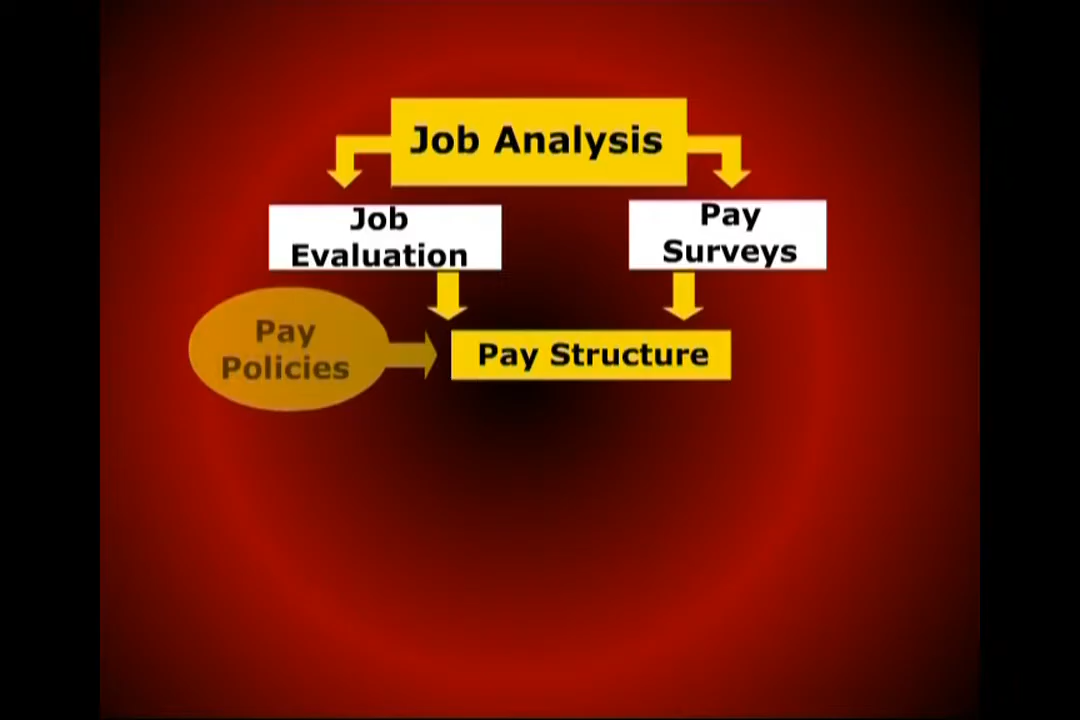 Job Analysis
Job
Evaluation
Pay
Surveys
Pay
Policies
Pay Structure